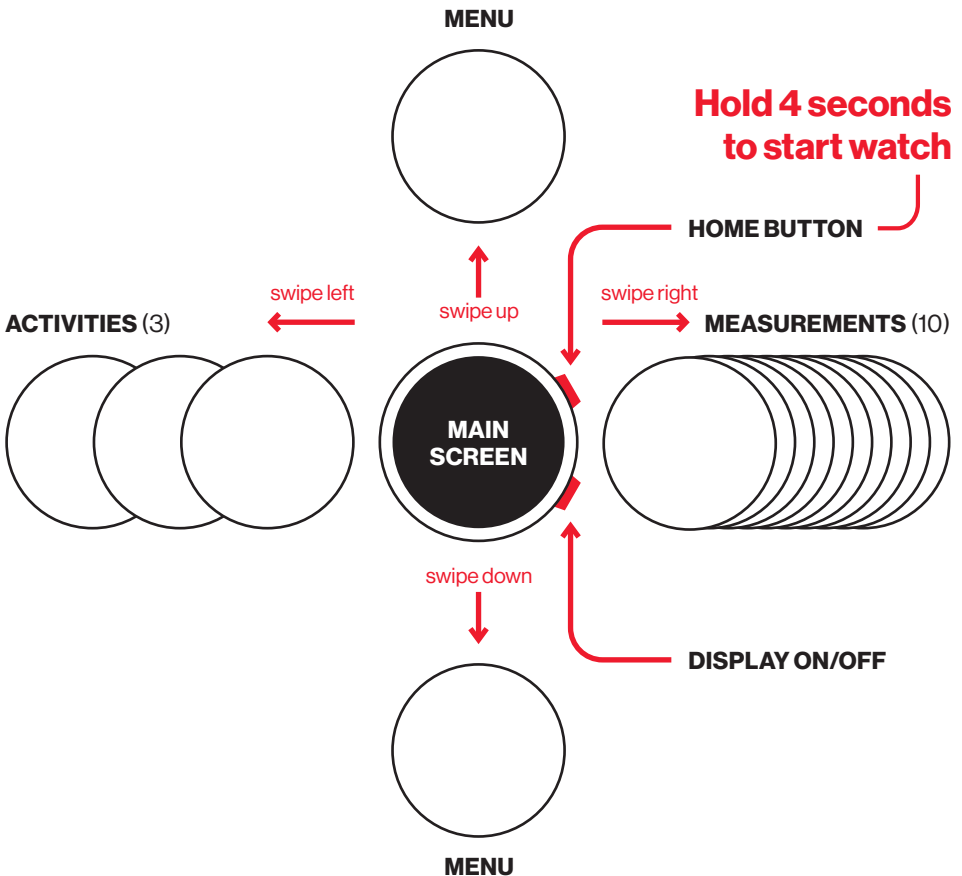 MENU
Hold 4 seconds
to start watch
HOME BUTTON
swipe left
swipe up
swipe right
ACTIVITIES (3)
MEASUREMENTS (10)
MAIN
SCREEN
swipe down
DISPLAY ON/OFF
MENU